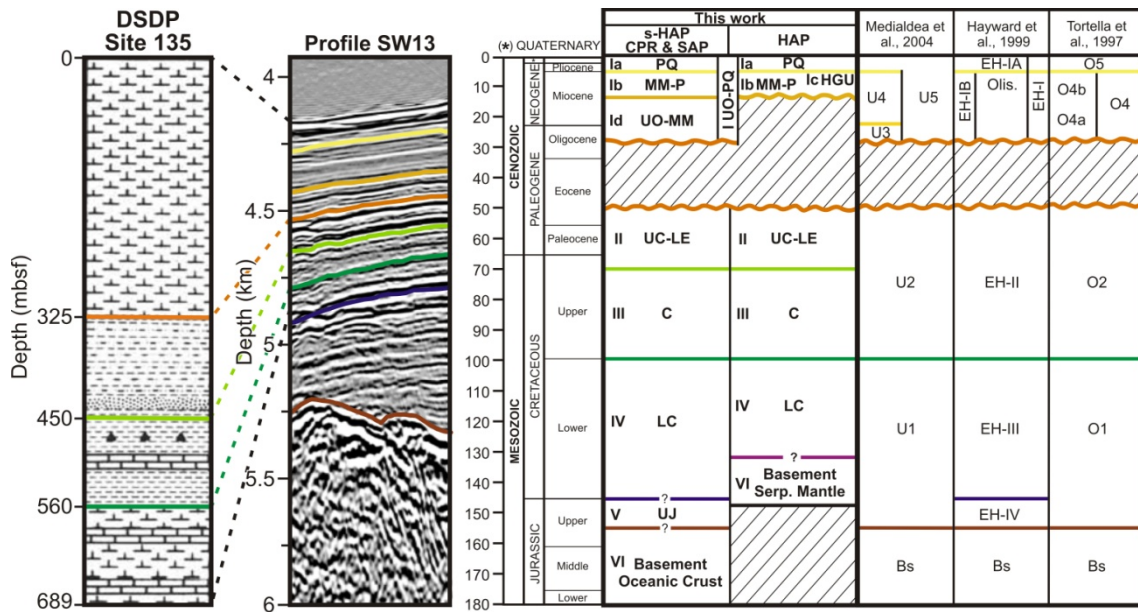 DSDP
Site 135
Depth (mbsf)
0
325
450
560
689
Profile SW13
Depth (km)
4
4.5
5
5.5
6
(*) QUATERNARY
0
10
20
30
40
50
60
70
80
90
100
110
120
130
140
150
160
170
180
CENOZOIC
MESOZOIC
NEOGENE
PALEOGENE
CRETACEOUS
JURASSIC
Pliocene
Miocene
Oligocene
Eocene
Paleocene
Upper
Lower
Upper
Middle
Lower
This work
s-HAP
CPR & SAP
HAP
Ia PQ
Ib MM-P
Id UO-MM
I UO-PQ
II UC-LE
III C
IV LC
?
V UJ
?
VI Basement
Oceanic Crust
Ia PQ
Ib MM-P
Ic HGU
II UC-LE
III C
IV LC
?
VI Basement
Serp. Mantle
Medialdea et
al., 2004
U4
U5
U3
U2
U1
Bs
Hayward et
al., 1999
EH-IA
EH-IB
Olis.
EH-I
EH-II
EH-III
EH-IV
Bs
Tortella et
al., 1997
O5
O4b
O4a
O4
O2
O1
Bs